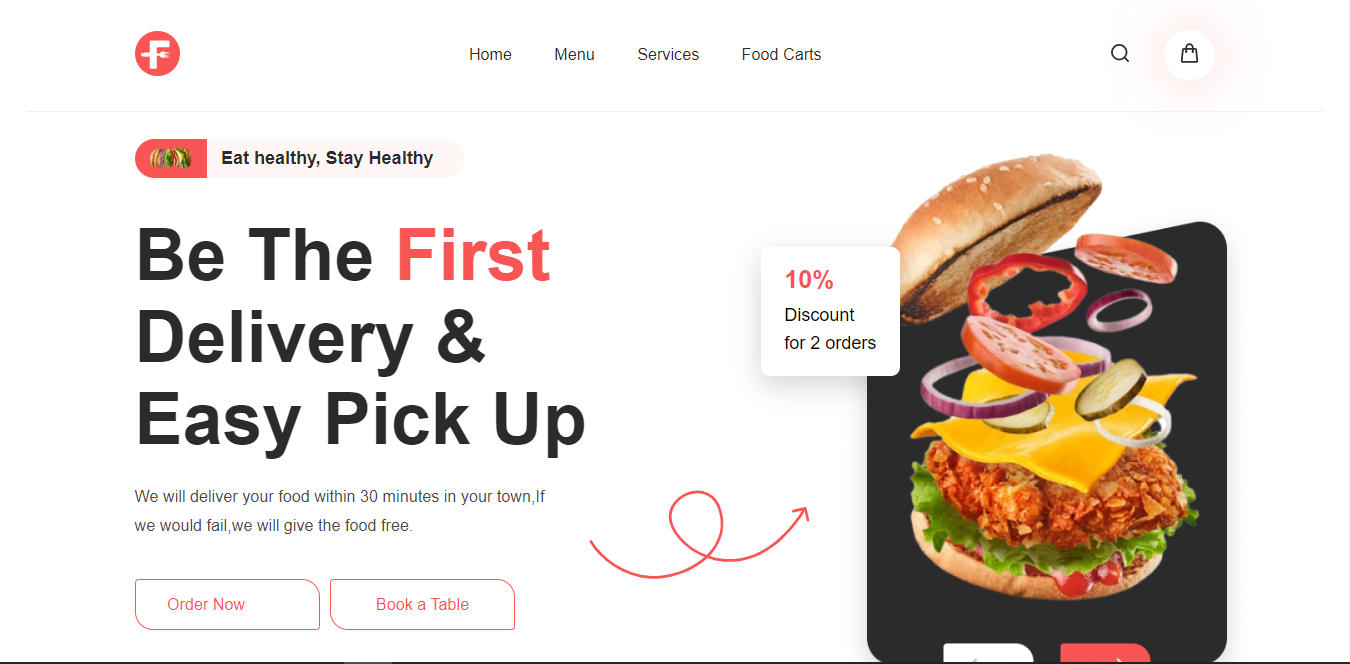 F
Home Menu Services Food Carts
Eat healthy, Stay Healthy
Be The First
Delivery &
Easy Pick Up
We will deliver your food within 30 minutes in your town,If
we would fail,we will give the food free.
Order Now
Book a Table
10%
Discount
for 2 orders